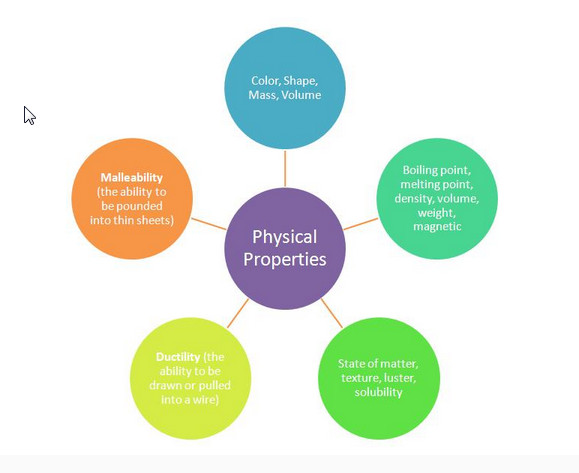 Color, Shape,
Mass, Volume
Malleability
(the ability to
be pounded
into thin sheets)
Boiling point,
melting point,
density, volume,
weight,
magnetic
Physical
Properties
Ductility (the
ability to be
drawn or pulled
into a wire)
State of matter,
texture, luster,
solubility